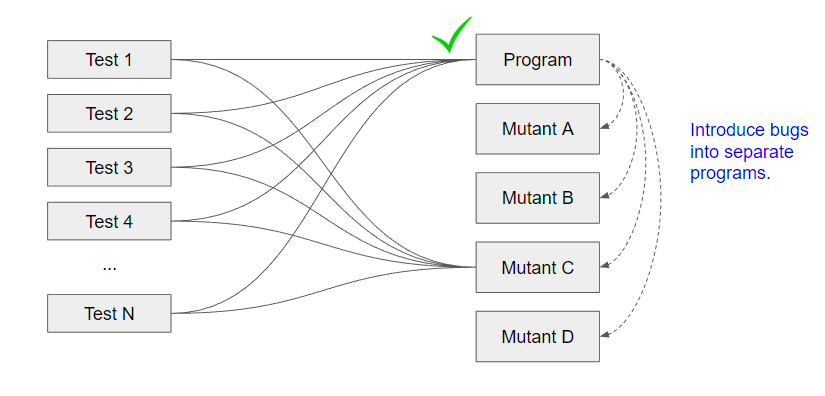 Test 1
Test 2
Test 3
Test 4
...
Test N
Program
Mutant A
Mutant B
Mutant C
Mutant D
Introduce bugs
into separate
programs.